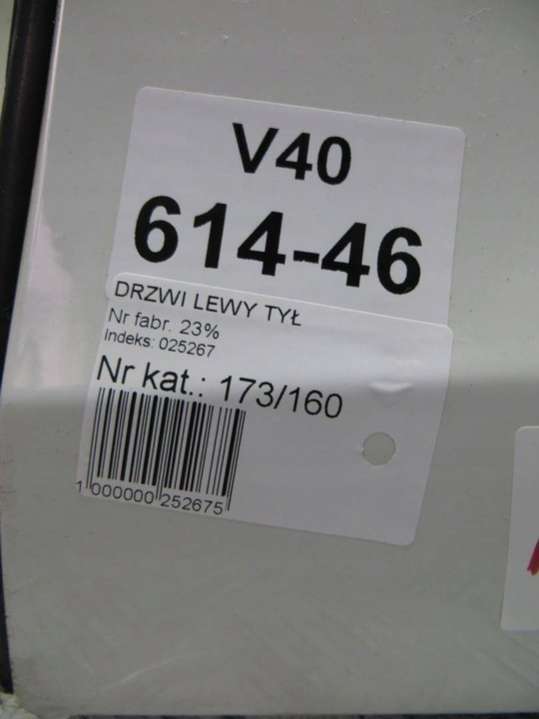 V40
614-46
DRZWI LEWY TYŁ
Nr fabr. 23%
Indeks: 025267
Nr kat.: 173/160
1 000000 252675